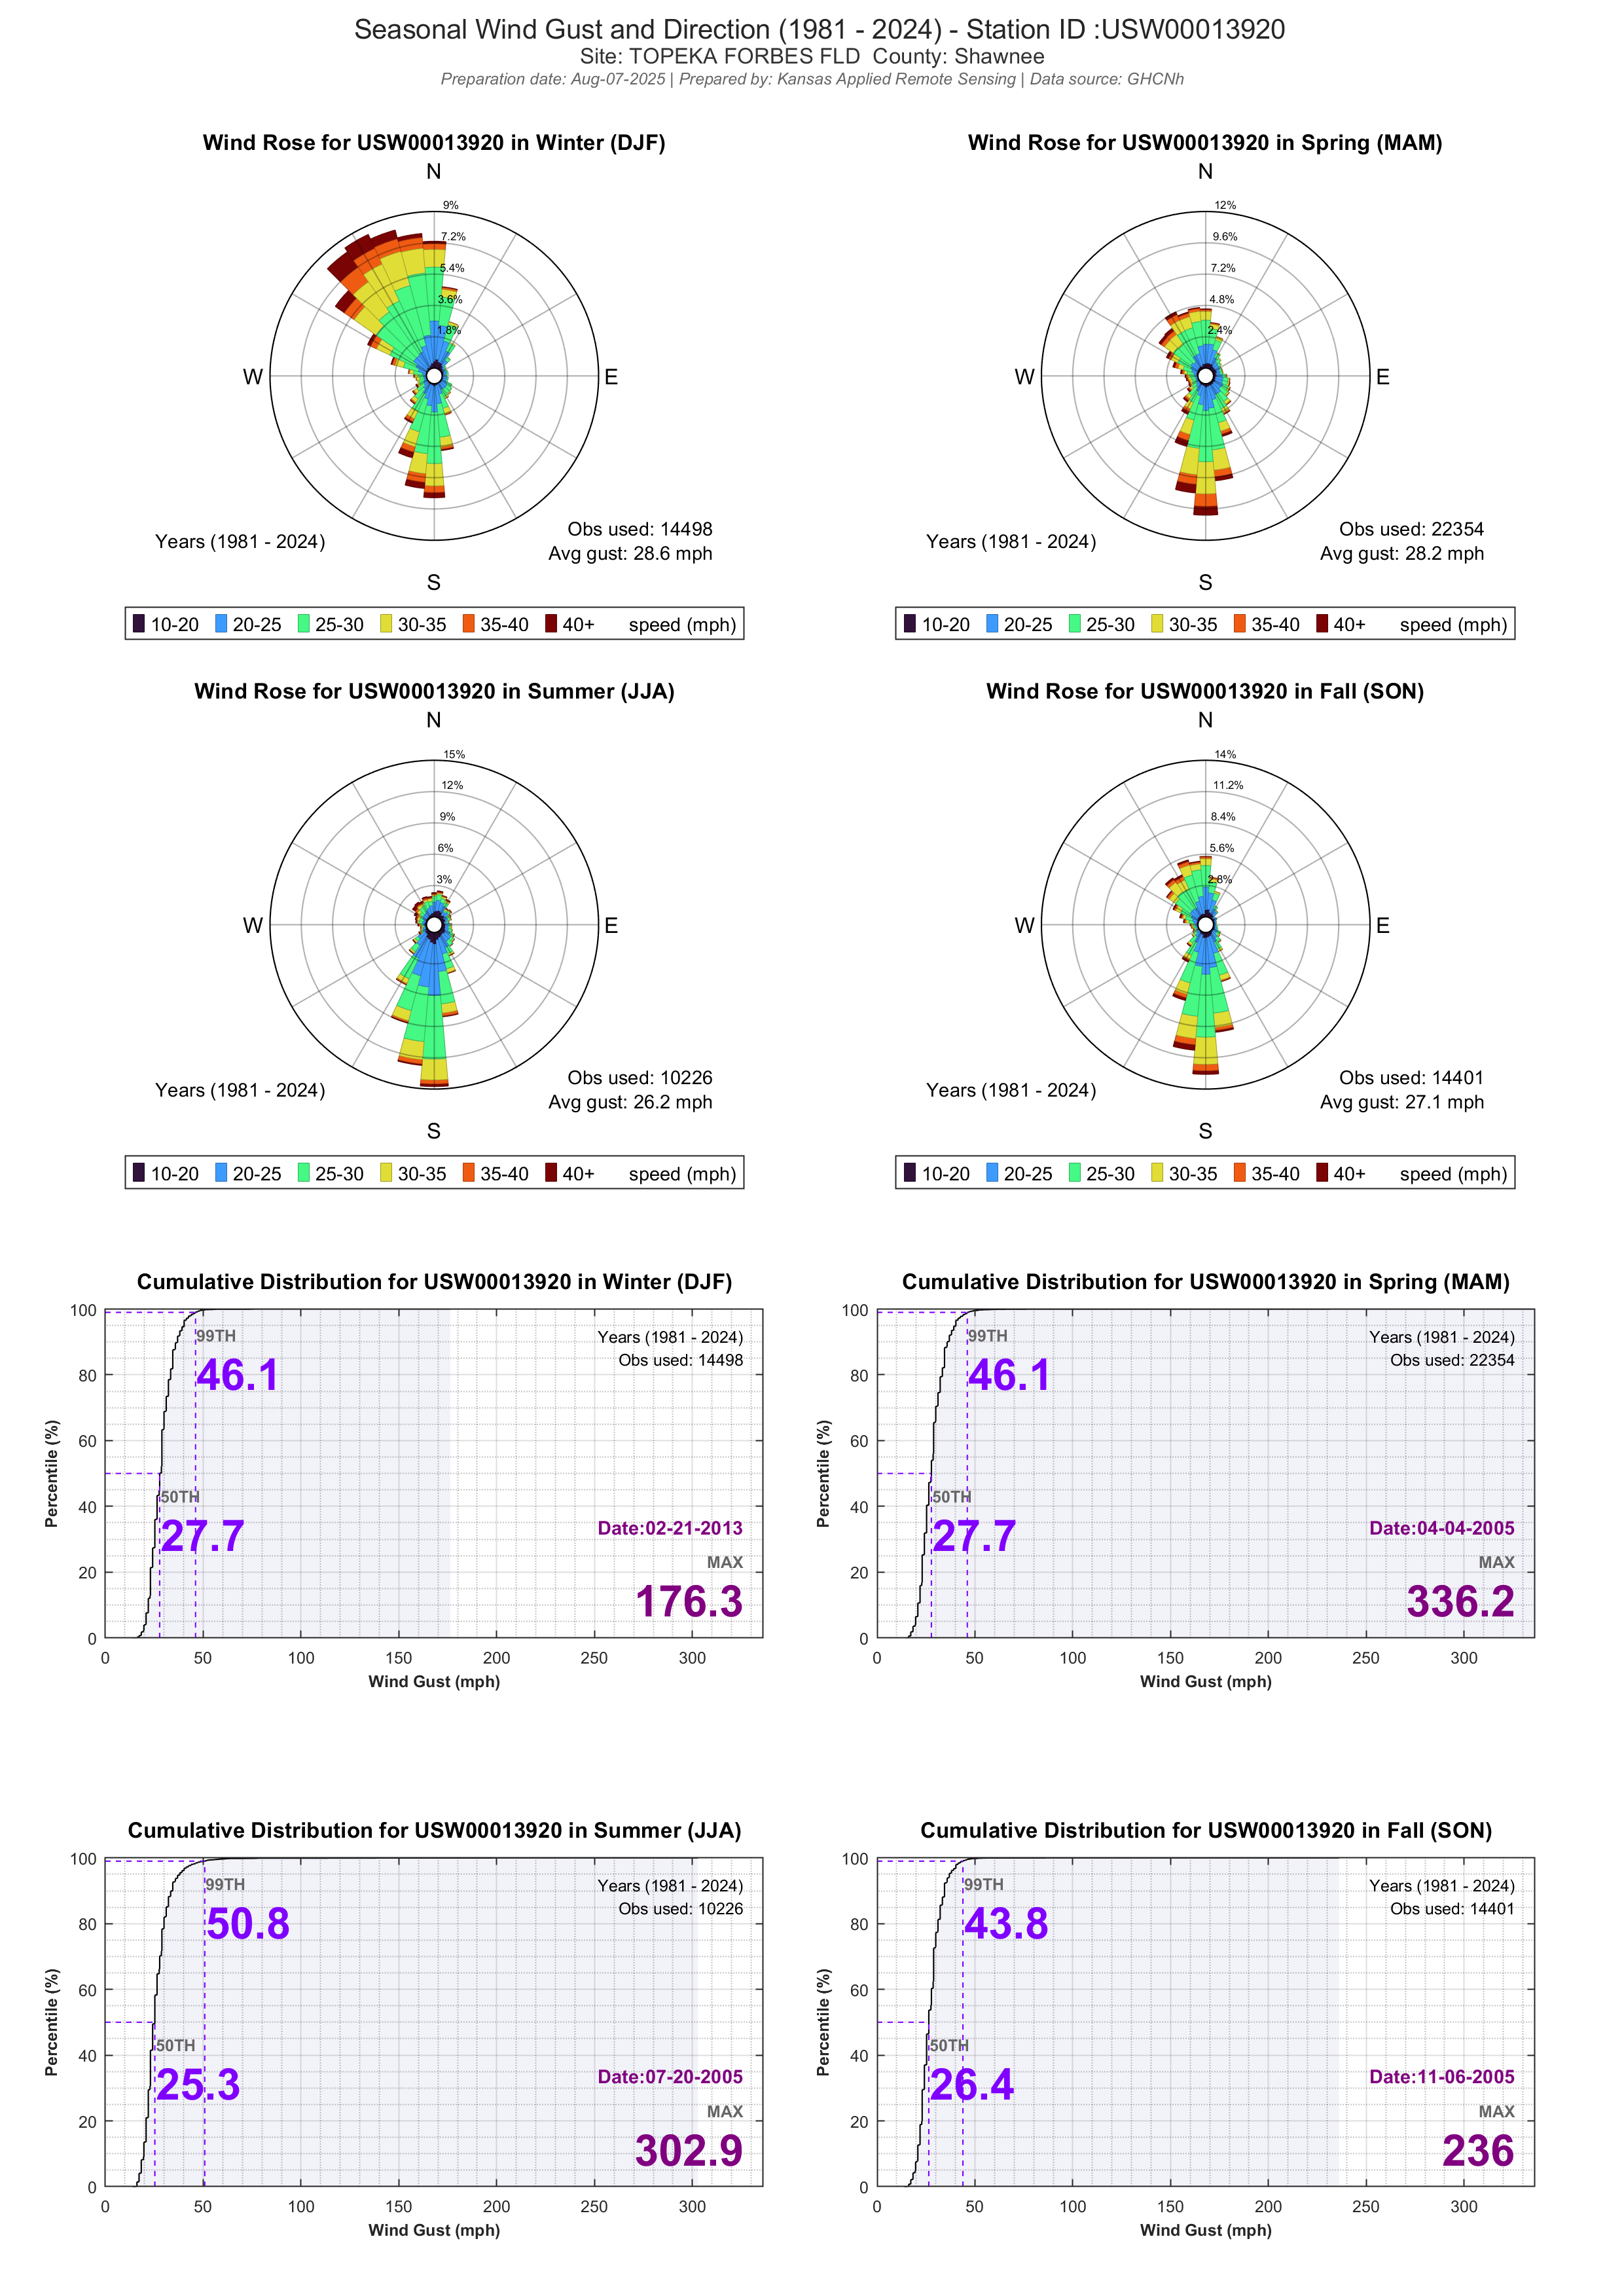 Seasonal Wind Gust and Direction (1981 - 2024) - Station ID :USW00013920
Site: TOPEKA FORBES FLD  County: Shawnee
Preparation date: Aug-07-2025 | Prepared by: Kansas Applied Remote Sensing | Data source: GHCNh
Wind Rose for USW00013920 in Winter (DJF)
N
9%
7.2%
5.4%
3.6%
1.8%
W
E
Years (1981 - 2024)
Obs used: 14498
Avg gust: 28.6 mph
S
10-20 20-25 25-30 30-35 35-40 40+ speed (mph)
Wind Rose for USW00013920 in Spring (MAM)
N
12%
9.6%
7.2%
4.8%
2.4%
W
E
Years (1981 - 2024)
Obs used: 22354
Avg gust: 28.2 mph
S
10-20 20-25 25-30 30-35 35-40 40+ speed (mph)
Wind Rose for USW00013920 in Summer (JJA)
N
15%
12%
9%
6%
3%
W
E
Years (1981 - 2024)
Obs used: 10226
Avg gust: 26.2 mph
S
10-20 20-25 25-30 30-35 35-40 40+ speed (mph)
Wind Rose for USW00013920 in Fall (SON)
N
14%
11.2%
8.4%
5.6%
2.8%
W
E
Years (1981 - 2024)
Obs used: 14401
Avg gust: 27.1 mph
S
10-20 20-25 25-30 30-35 35-40 40+ speed (mph)
Cumulative Distribution for USW00013920 in Winter (DJF)
100
80
60
40
20
0
Percentile (%)
99TH
46.1
50TH
27.7
Years (1981 - 2024)
Obs used: 14498
Date:02-21-2013
MAX
176.3
0 50 100 150 200 250 300
Wind Gust (mph)
Cumulative Distribution for USW00013920 in Spring (MAM)
100
80
60
40
20
0
Percentile (%)
99TH
46.1
50TH
27.7
Years (1981 - 2024)
Obs used: 22354
Date:04-04-2005
MAX
336.2
0 50 100 150 200 250 300
Wind Gust (mph)
Cumulative Distribution for USW00013920 in Summer (JJA)
100
80
60
40
20
0
Percentile (%)
99TH
50.8
50TH
25.3
Years (1981 - 2024)
Obs used: 10226
Date:07-20-2005
MAX
302.9
0 50 100 150 200 250 300
Wind Gust (mph)
Cumulative Distribution for USW00013920 in Fall (SON)
100
80
60
40
20
0
Percentile (%)
99TH
43.8
50TH
26.4
Years (1981 - 2024)
Obs used: 14401
Date:11-06-2005
MAX
236
0 50 100 150 200 250 300
Wind Gust (mph)